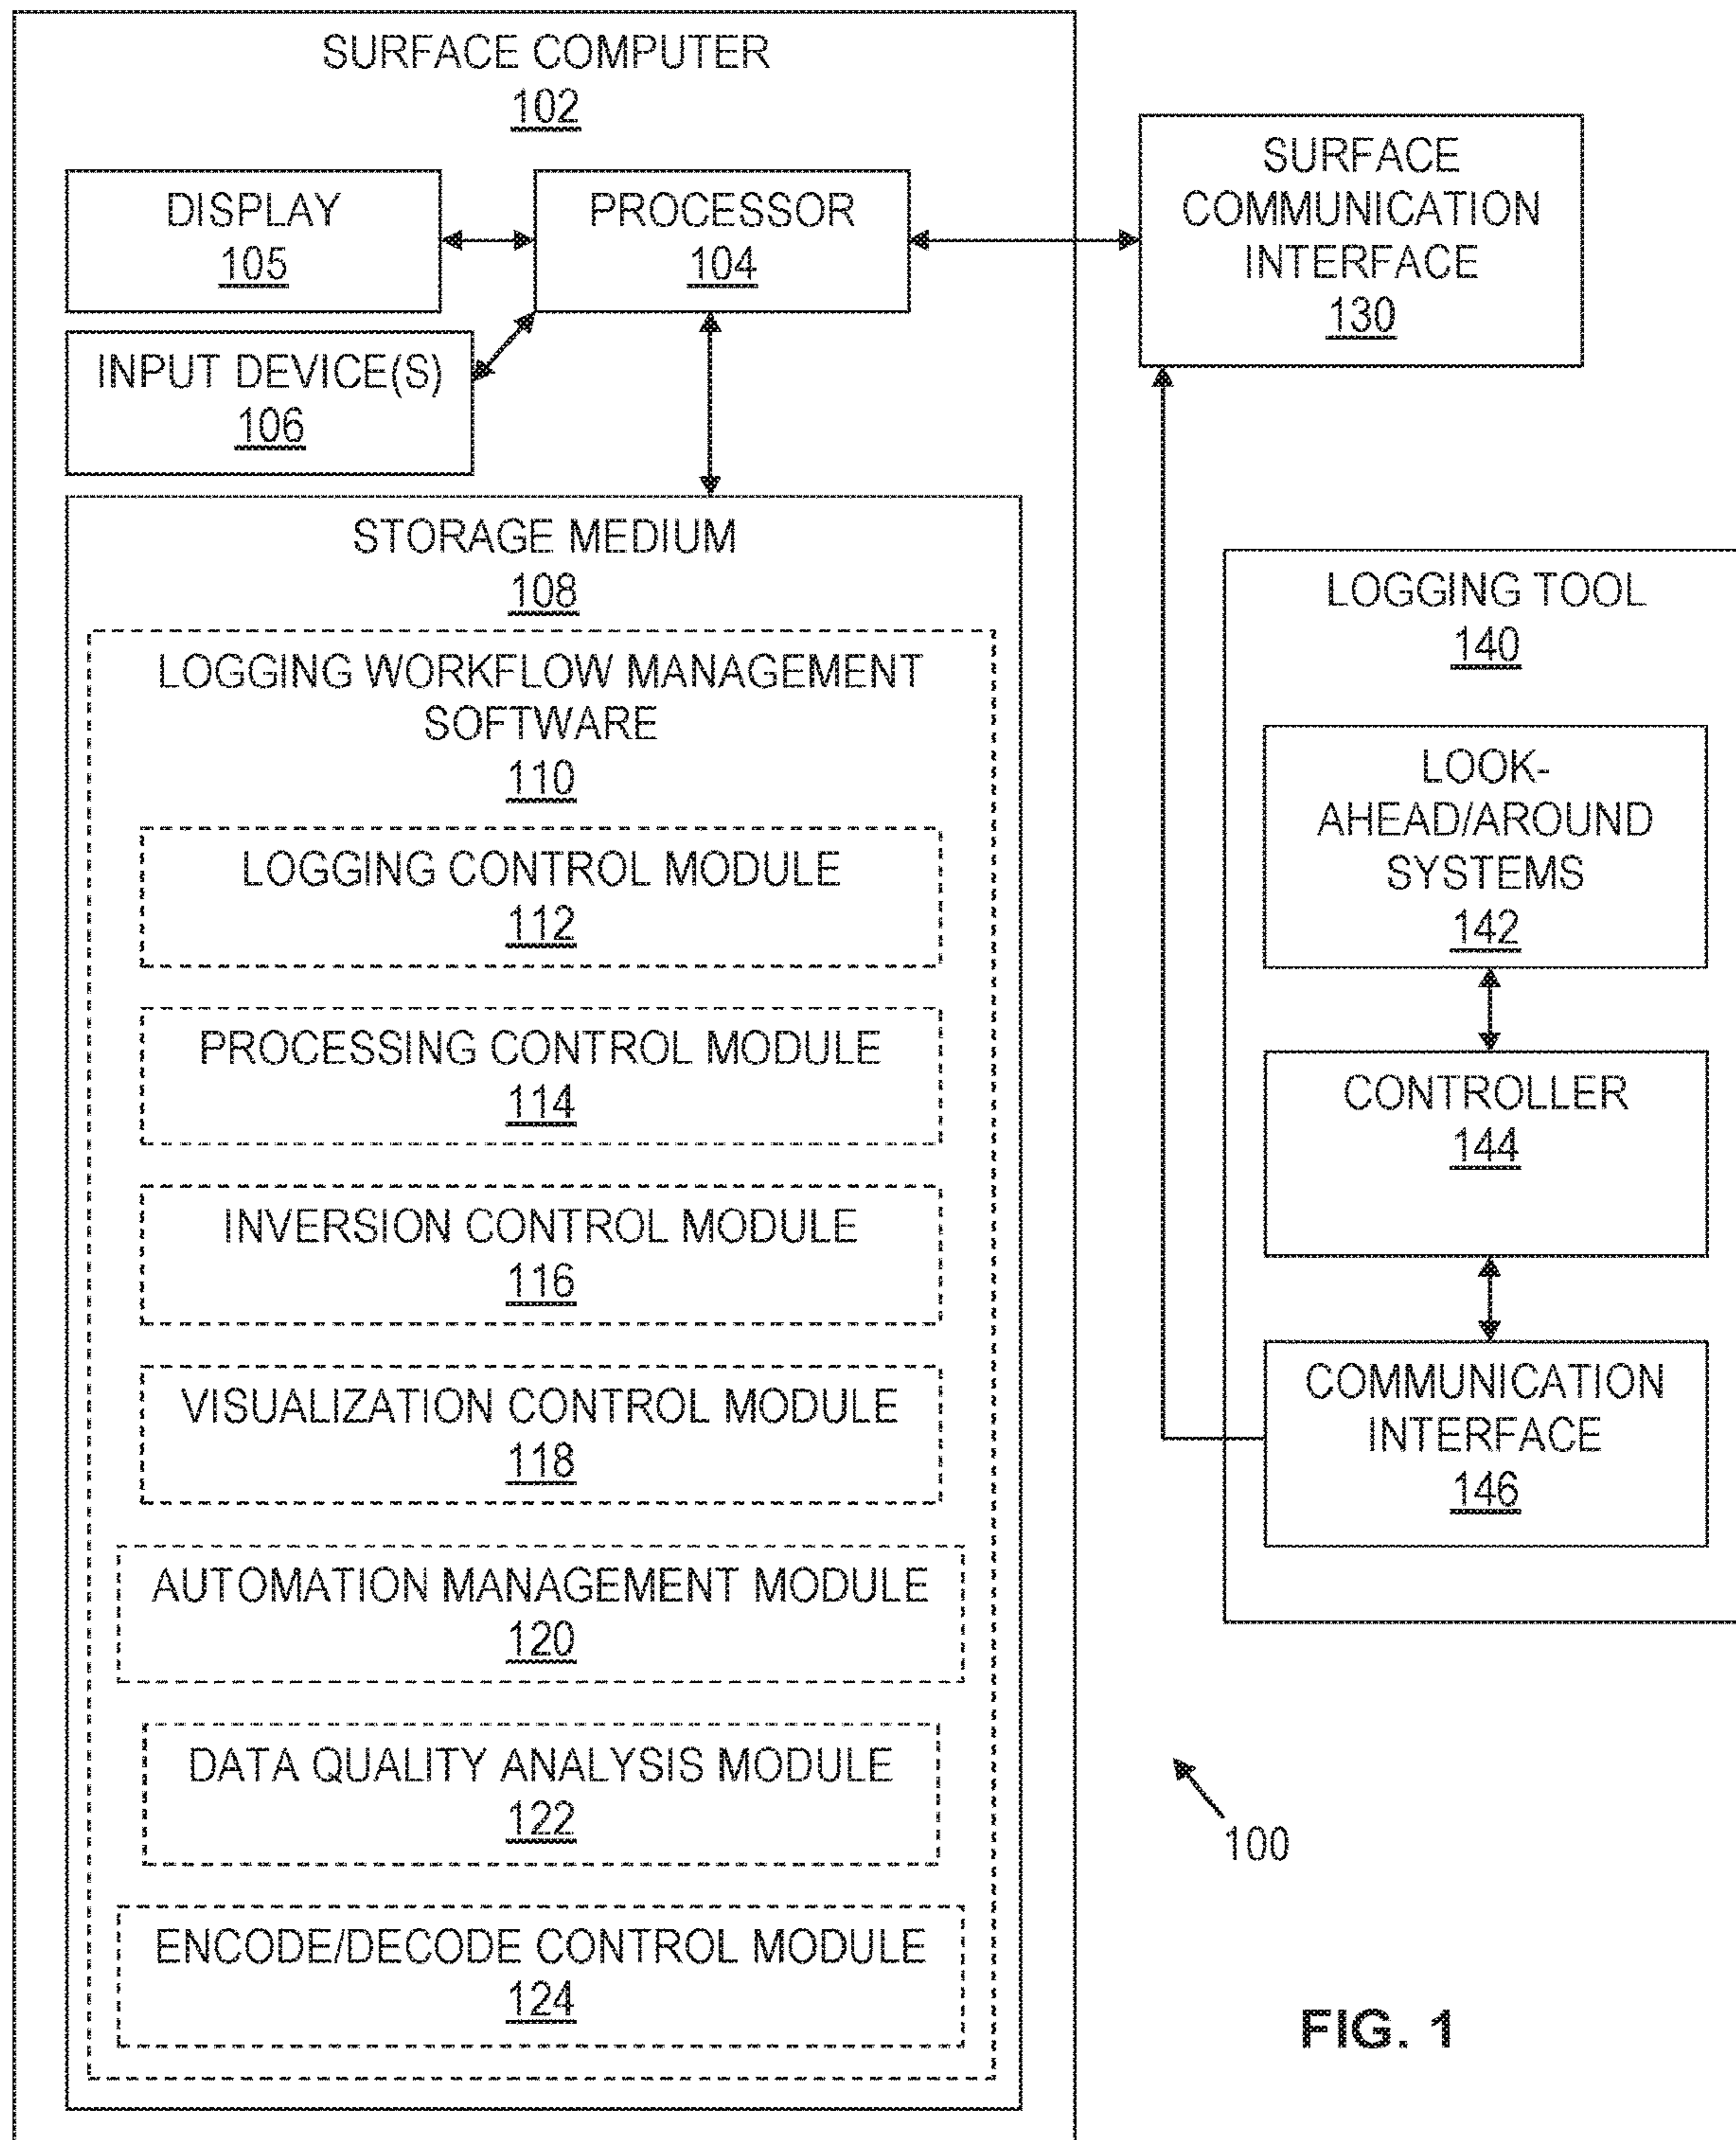 SURFACE COMPUTER
102
DISPLAY
105
PROCESSOR
104
INPUT DEVICE(S)
106
STORAGE MEDIUM
108
LOGGING WORKFLOW MANAGEMENT
SOFTWARE
110
LOGGING CONTROL MODULE
112
PROCESSING CONTROL MODULE
114
INVERSION CONTROL MODULE
116
VISUALIZATION CONTROL MODULE
118
AUTOMATION MANAGEMENT MODULE
120
DATA QUALITY ANALYSIS MODULE
122
ENCODE/DECODE CONTROL MODULE
124
SURFACE
COMMUNICATION
INTERFACE
130
LOGGING TOOL
140
LOOK-
AHEAD/AROUND
SYSTEMS
142
CONTROLLER
144
COMMUNICATION
INTERFACE
146
100
FIG. 1